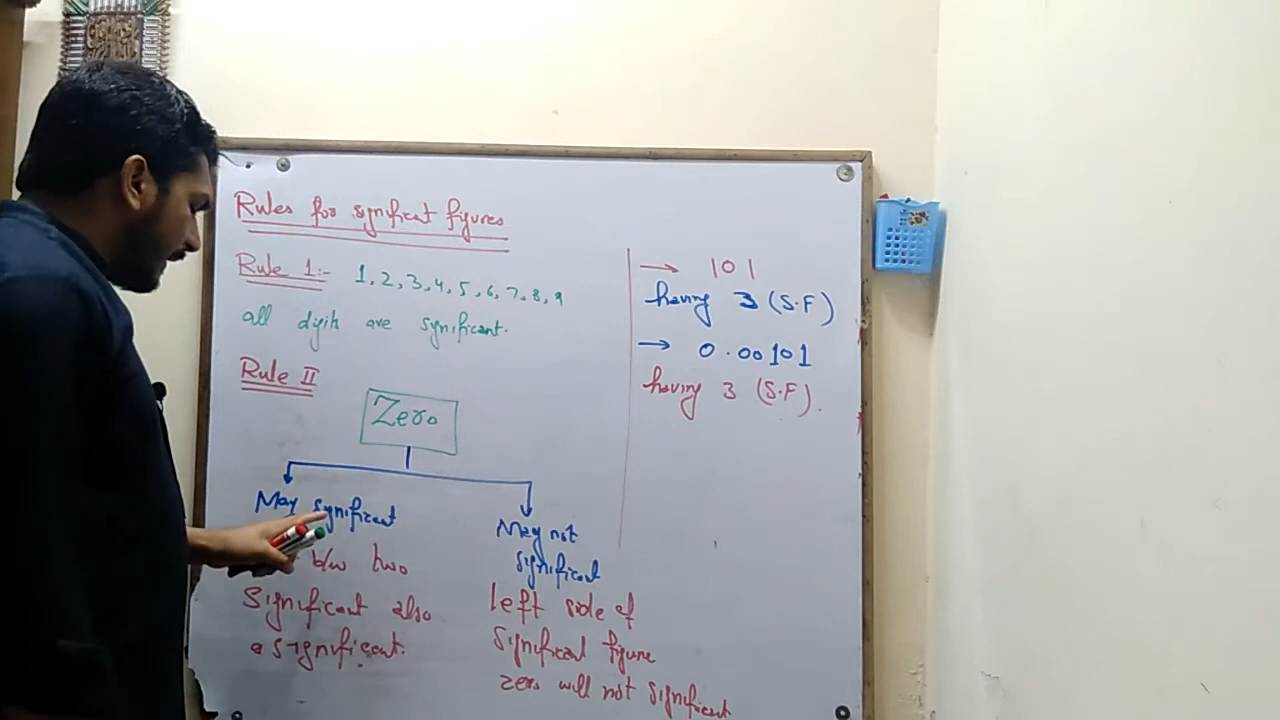 Rules for significat figures
Rule 1:- 1, 2, 3, 4, 5, 6, 7, 8, 9
all digits are significant.
Rule II
Zero
May significant
b/w two
Significant also
a significant.
May not
significant
left side of
significant figure
zero will not significant
→ 101
having 3 (S.F)
→ 0.00101
having 3 (S.F).